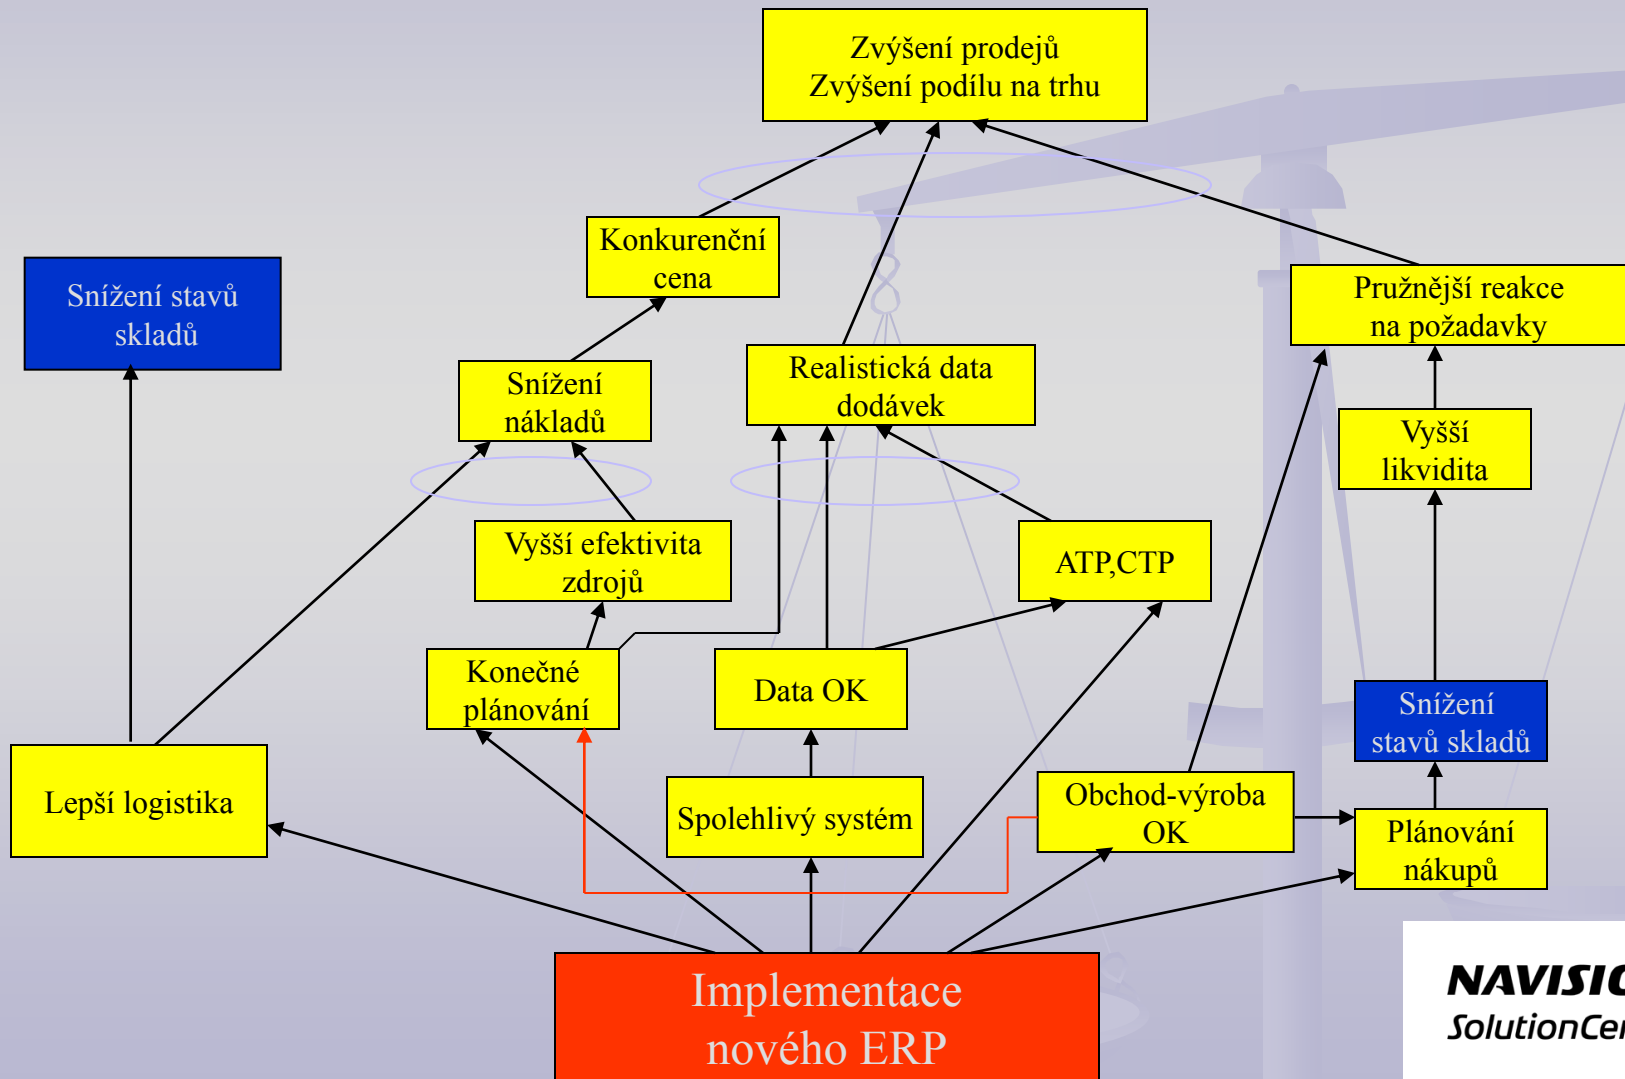 Zvýšení prodejů
Zvýšení podílu na trhu
Konkurenční
cena
Snížení stavů
skladů
Pružnější reakce
na požadavky
Snížení
nákladů
Realistická data
dodávek
Vyšší
likvidita
Vyšší efektivita
zdrojů
ATP,CTP
Konečné
plánování
Data OK
Snížení
stavů skladů
Lepší logistika
Spolehlivý systém
Obchod-výroba
OK
Plánování
nákupů
Implementace
nového ERP